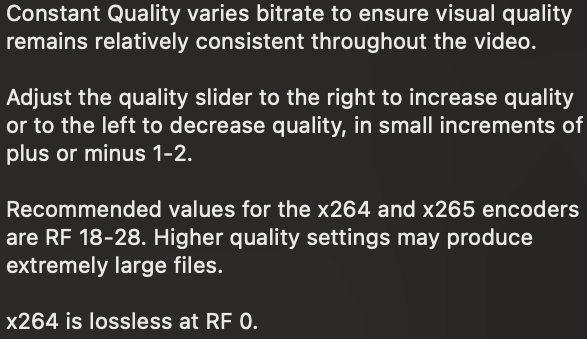 Constant Quality varies bitrate to ensure visual quality
remains relatively consistent throughout the video.
Adjust the quality slider to the right to increase quality
or to the left to decrease quality, in small increments of
plus or minus 1-2.
Recommended values for the x264 and x265 encoders
are RF 18-28. Higher quality settings may produce
extremely large files.
x264 is lossless at RF 0.